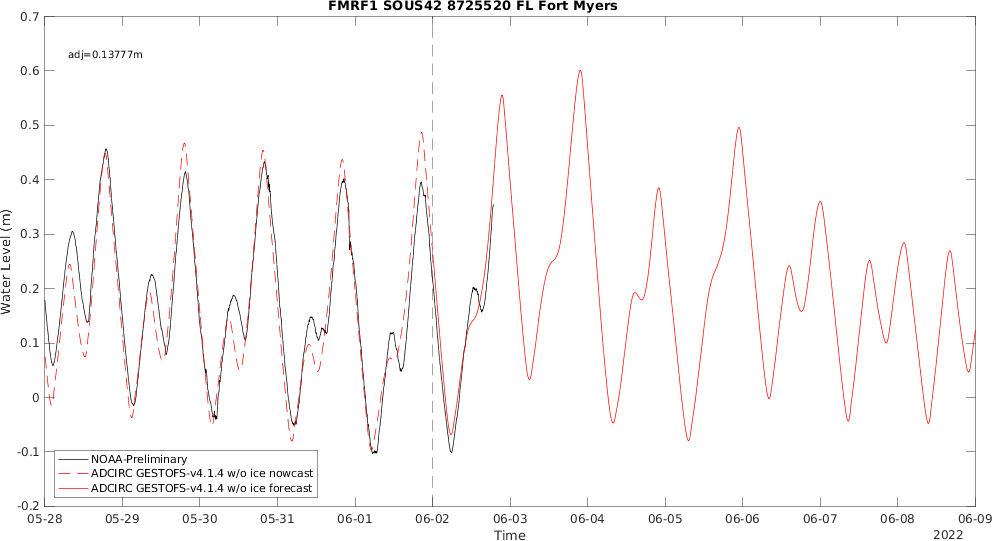 FMRF1 SOUS42 8725520 FL Fort Myers
0.7
adj=0.13777m
0.6
0.5
0.4
0.3
0.2
0.1
0
-0.1
-0.2
Water Level (m)
NOAA-Preliminary
ADCIRC GESTOFS-v4.1.4 w/o ice nowcast
ADCIRC GESTOFS-v4.1.4 w/o ice forecast
05-28 05-29 05-30 05-31 06-01 06-02 06-03 06-04 06-05 06-06 06-07 06-08 06-09
Time
2022